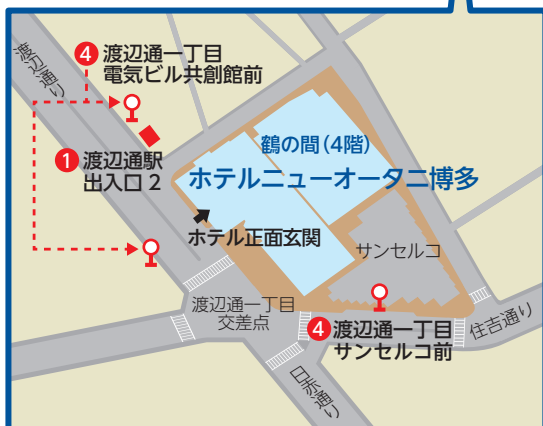 渡辺通り
4 渡辺通一丁目
電気ビル共創館前
1 渡辺通駅
出入口 2
鶴の間(4階)
ホテルニューオータニ博多
ホテル正面玄関
サンセルコ
渡辺通一丁目
交差点
4 渡辺通一丁目
サンセルコ前
住吉通り
日赤通り